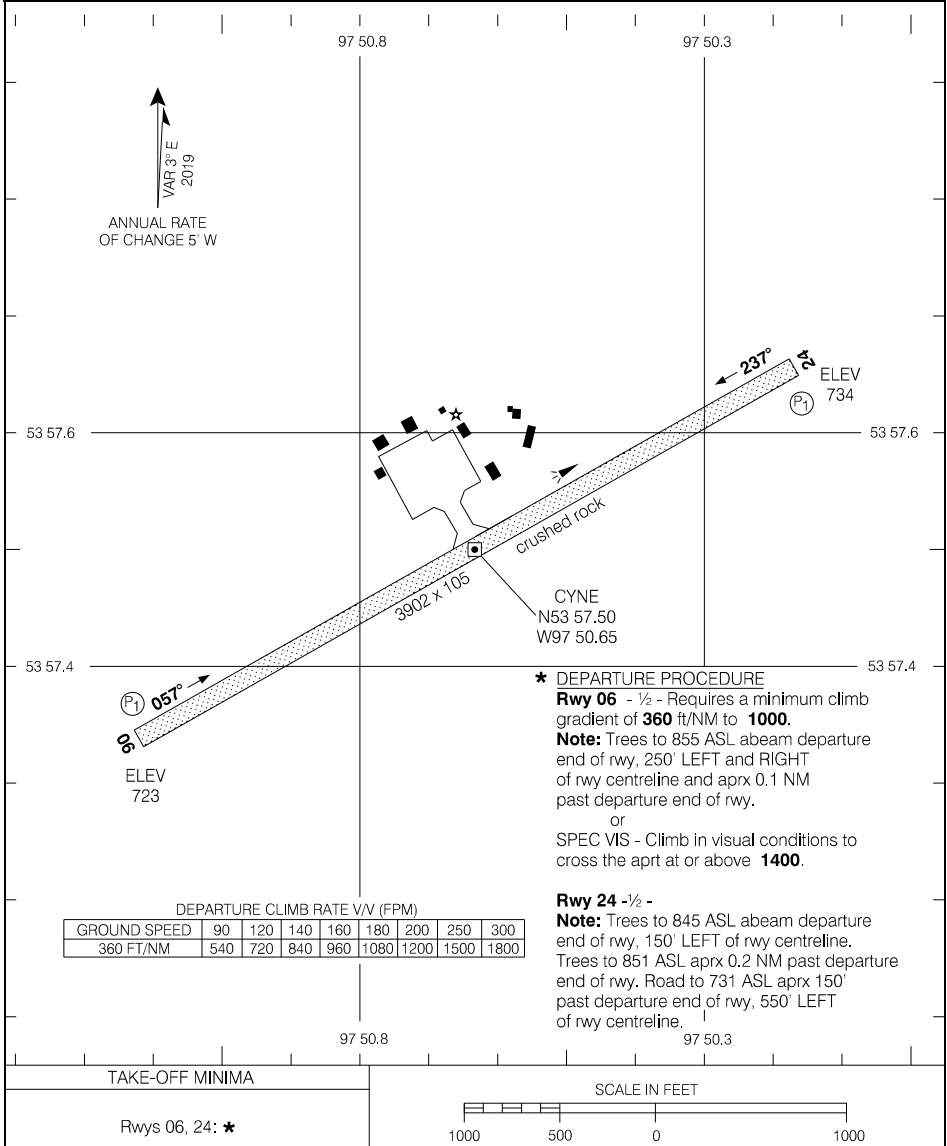 97 50.8
97 50.3
VAR 3° E
2019
ANNUAL RATE
OF CHANGE 5' W
237°
24
ELEV
734
P1
53 57.6
53 57.6
crushed rock
3902 x 105
CYNE
N53 57.50
W97 50.65
53 57.4
53 57.4
P1
057°
06
ELEV
723
* DEPARTURE PROCEDURE
Rwy 06 - ½ - Requires a minimum climb
gradient of 360 ft/NM to 1000.
Note: Trees to 855 ASL abeam departure
end of rwy, 250' LEFT and RIGHT
of rwy centreline and aprx 0.1 NM
past departure end of rwy.
or
SPEC VIS - Climb in visual conditions to
cross the aprt at or above 1400.
Rwy 24 -½ -
Note: Trees to 845 ASL abeam departure
end of rwy, 150' LEFT of rwy centreline.
Trees to 851 ASL aprx 0.2 NM past departure
end of rwy. Road to 731 ASL aprx 150'
past departure end of rwy, 550' LEFT
of rwy centreline.
DEPARTURE CLIMB RATE V/V (FPM)
GROUND SPEED 90 120 140 160 180 200 250 300
360 FT/NM 540 720 840 960 1080 1200 1500 1800
97 50.8
97 50.3
TAKE-OFF MINIMA
Rwys 06, 24: *
SCALE IN FEET
1000 500 0 1000